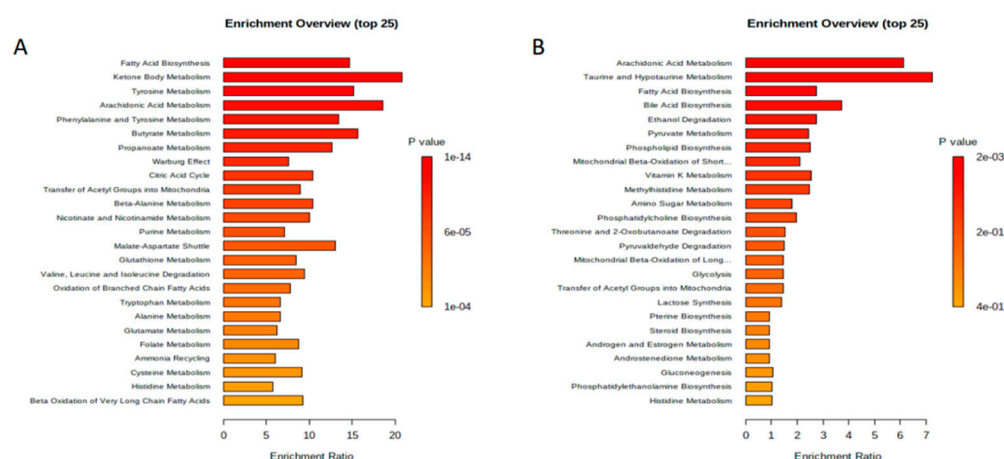 A
Enrichment Overview (top 25)
Fatty Acid Biosynthesis
Ketone Body Metabolism
Tyrosine Metabolism
Arachidonic Acid Metabolism
Phenylalanine and Tyrosine Metabolism
Butyrate Metabolism
Propanoate Metabolism
Warburg Effect
Citric Acid Cycle
Transfer of Acetyl Groups into Mitochondria
Beta-Alanine Metabolism
Nicotinate and Nicotinamide Metabolism
Purine Metabolism
Malate-Aspartate Shuttle
Glutathione Metabolism
Valine, Leucine and Isoleucine Degradation
Oxidation of Branched Chain Fatty Acids
Tryptophan Metabolism
Alanine Metabolism
Glutamate Metabolism
Folate Metabolism
Ammonia Recycling
Cysteine Metabolism
Histidine Metabolism
Beta Oxidation of Very Long Chain Fatty Acids
0 5 10 15 20
Enrichment Ratio
P value
1e-14
6e-05
1e-04
B
Enrichment Overview (top 25)
Arachidonic Acid Metabolism
Taurine and Hypotaurine Metabolism
Fatty Acid Biosynthesis
Bile Acid Biosynthesis
Ethanol Degradation
Pyruvate Metabolism
Phospholipid Biosynthesis
Mitochondrial Beta-Oxidation of Short...
Vitamin K Metabolism
Methylhistidine Metabolism
Amino Sugar Metabolism
Phosphatidylcholine Biosynthesis
Threonine and 2-Oxobutanoate Degradation
Pyruvaldehyde Degradation
Mitochondrial Beta-Oxidation of Long...
Glycolysis
Transfer of Acetyl Groups into Mitochondria
Lactose Synthesis
Pterine Biosynthesis
Steroid Biosynthesis
Androgen and Estrogen Metabolism
Androstenedione Metabolism
Gluconeogenesis
Phosphatidylethanolamine Biosynthesis
Histidine Metabolism
0 1 2 3 4 5 6 7
Enrichment Ratio
P value
2e-03
2e-01
4e-01